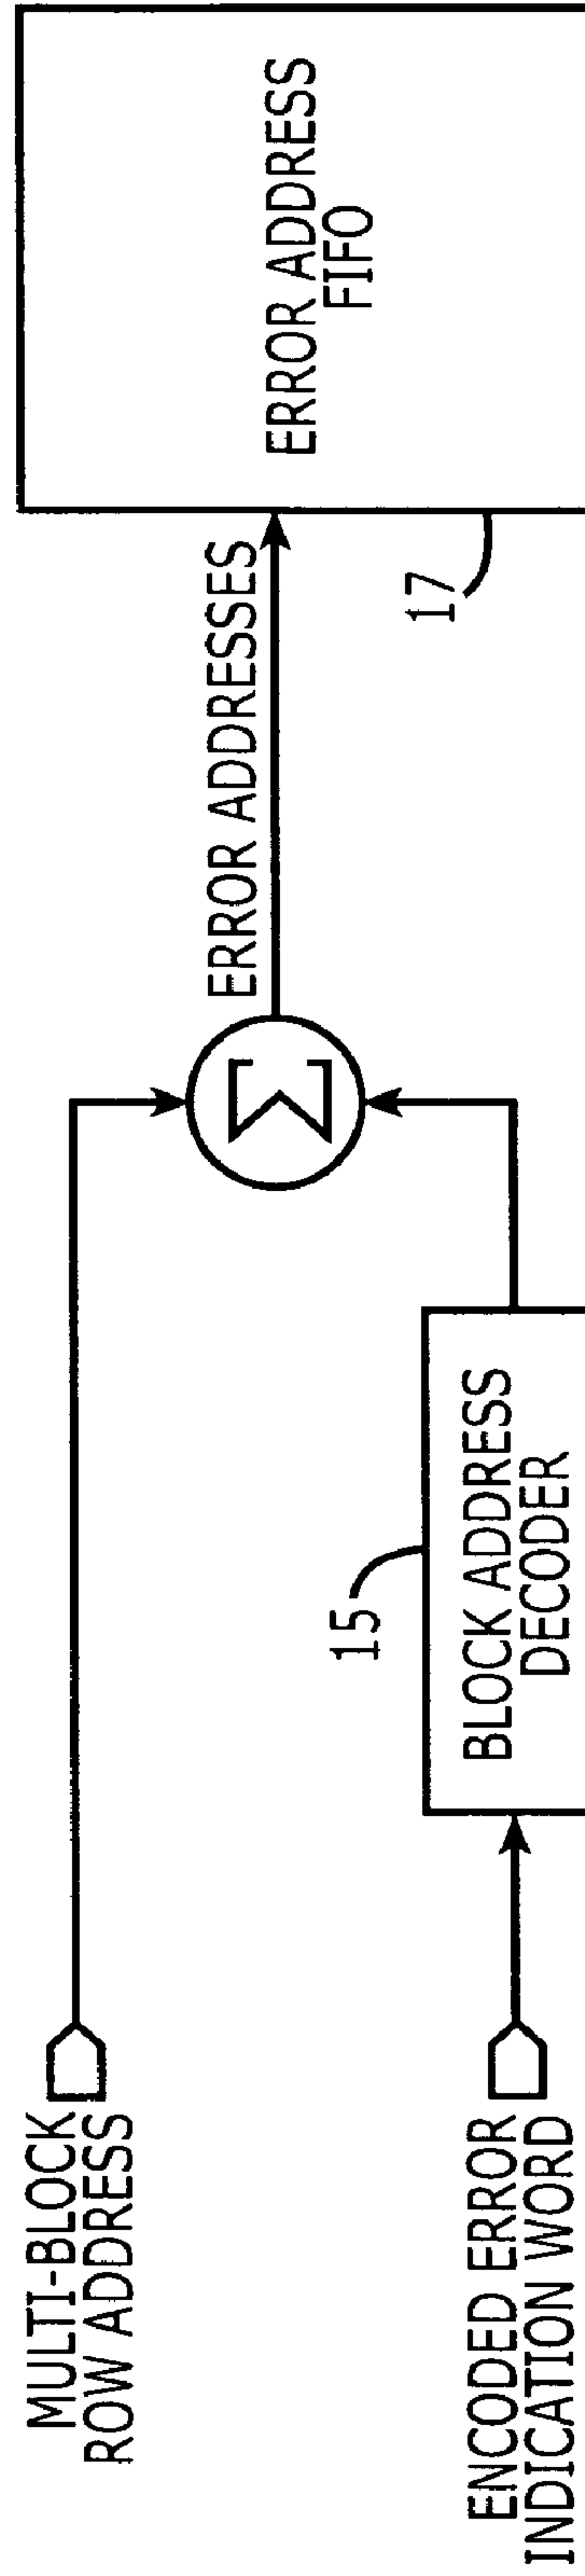 MULTI-BLOCK
ROW ADDRESS
ENCODED ERROR
INDICATION WORD
15
BLOCK ADDRESS
DECODER
Σ
ERROR ADDRESSES
17
ERROR ADDRESS
FIFO